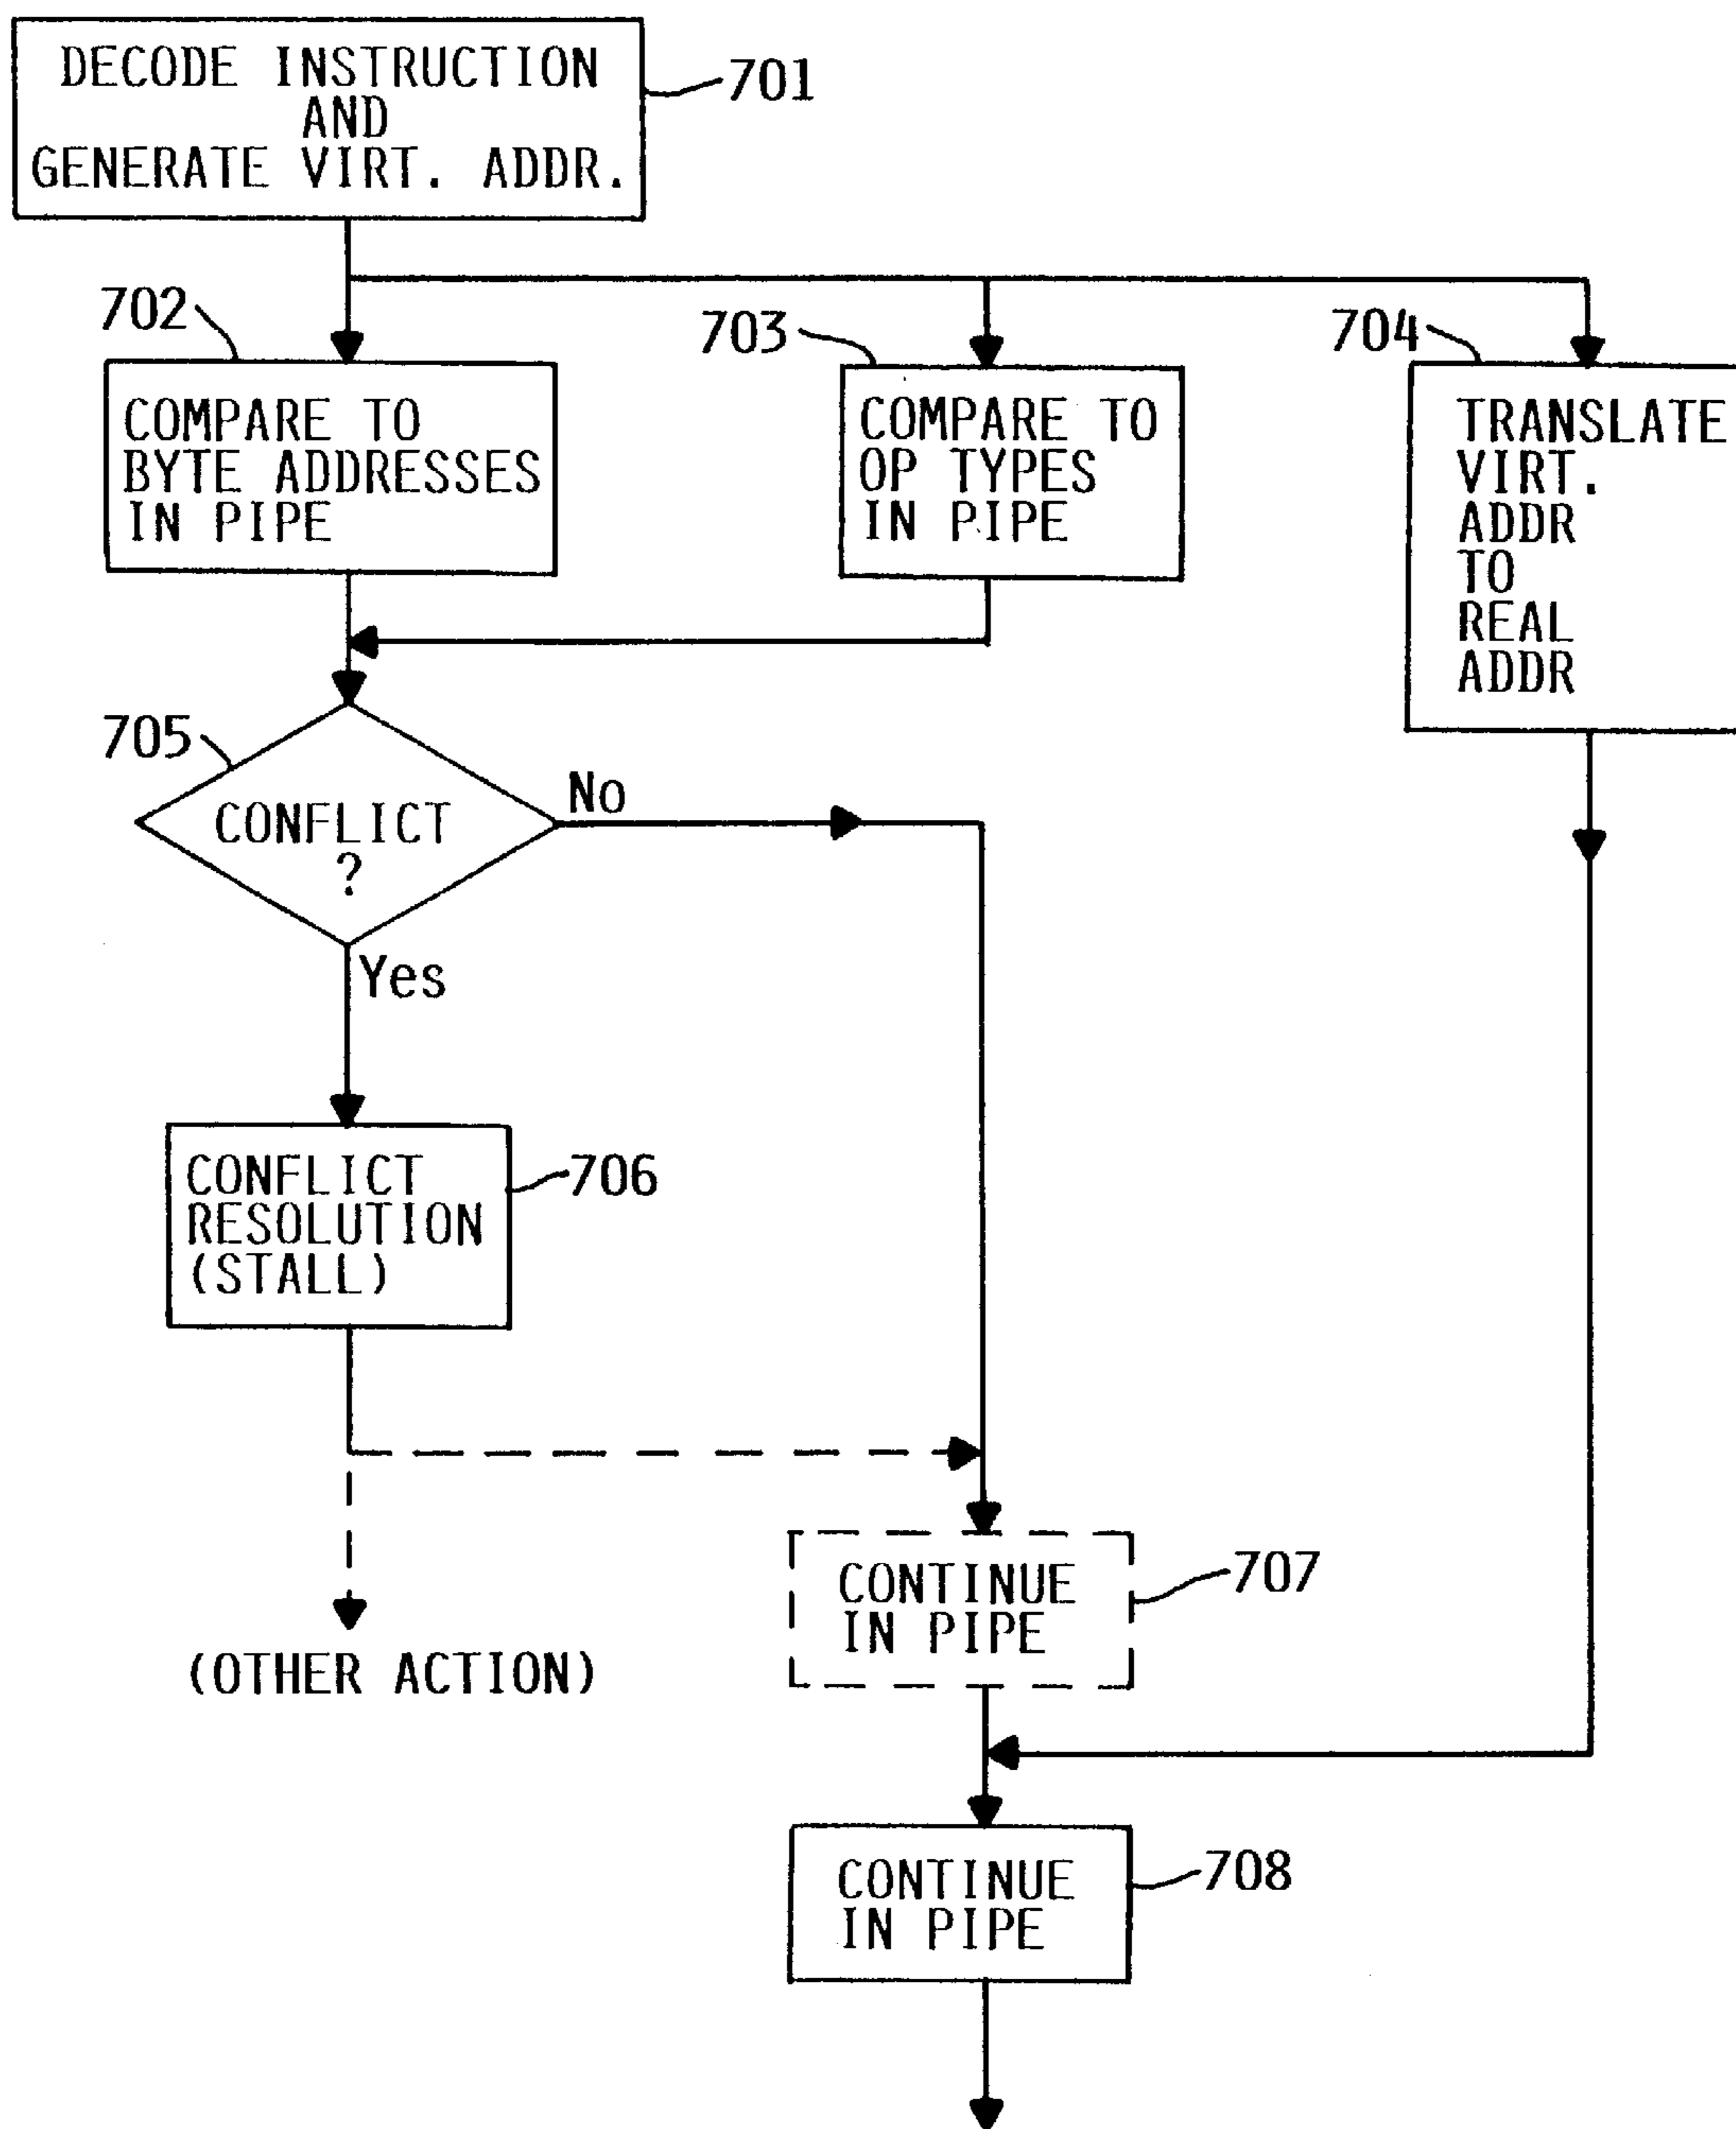 DECODE INSTRUCTION
AND
GENERATE VIRT. ADDR.
701
702
703
704
COMPARE TO
BYTE ADDRESSES
IN PIPE
COMPARE TO
OP TYPES
IN PIPE
TRANSLATE
VIRT.
ADDR
TO
REAL
ADDR
705
CONFLICT
?
No
Yes
CONFLICT
RESOLUTION
(STALL)
706
CONTINUE
IN PIPE
707
(OTHER ACTION)
CONTINUE
IN PIPE
708